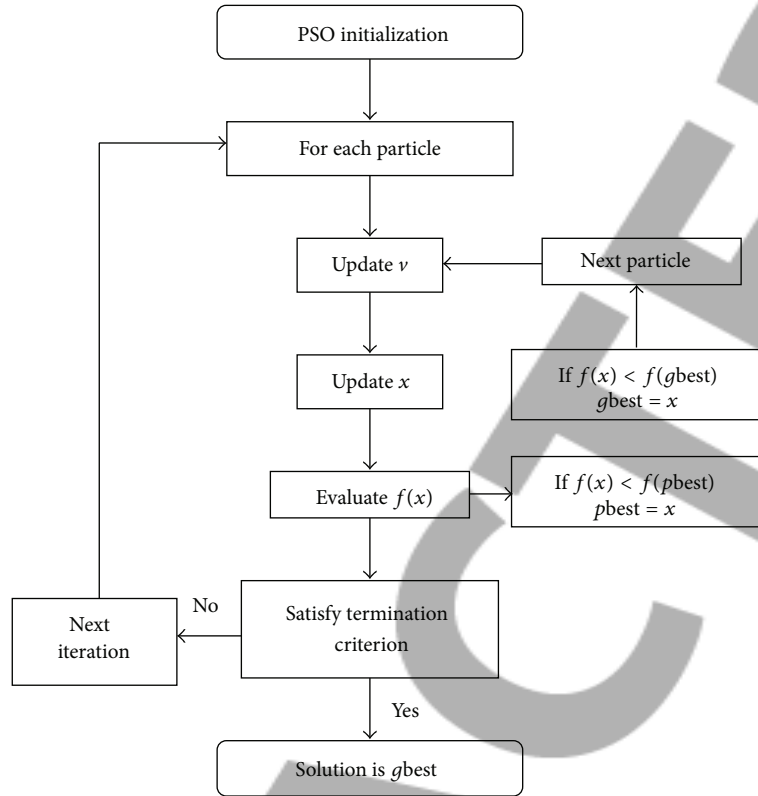 PSO initialization
For each particle
Update v
Next particle
Update x
If f(x) < f(gbest)
gbest = x
Evaluate f(x)
If f(x) < f(pbest)
pbest = x
Next
iteration
No
Satisfy termination
criterion
Yes
Solution is gbest